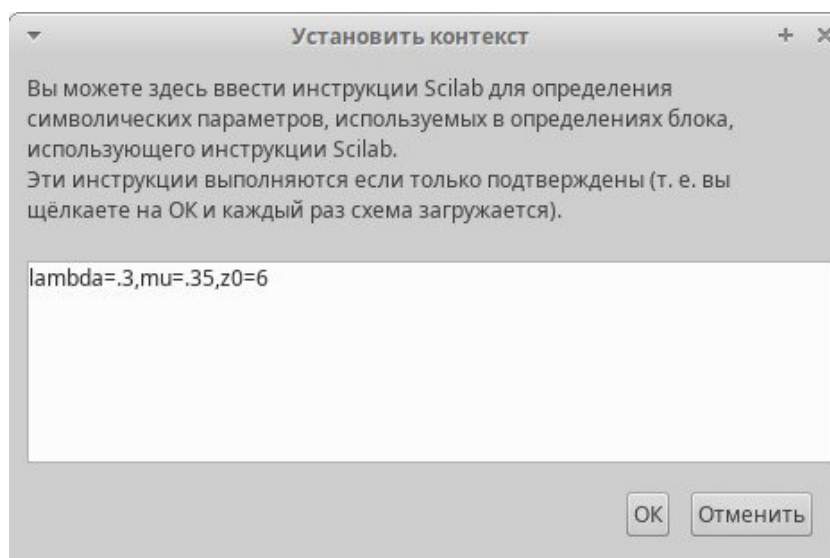 Установить контекст
Вы можете здесь ввести инструкции Scilab для определения
символических параметров, используемых в определениях блока,
использующего инструкции Scilab.
Эти инструкции выполняются если только подтверждены (т. е. вы
щёлкаете на ОК и каждый раз схема загружается).
lambda=.3,mu=.35,z0=6
ОК Отменить